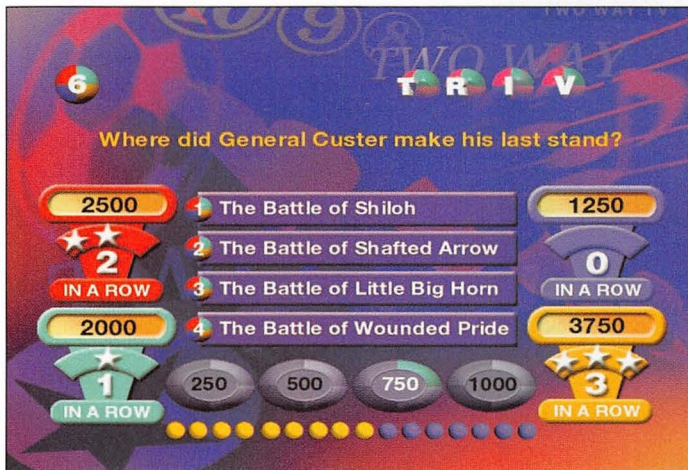 TWO WAY TV
10 9 8
TWO WAY
6
TRIV
Where did General Custer make his last stand?
2500
2
IN A ROW
1 The Battle of Shiloh
2 The Battle of Shafted Arrow
3 The Battle of Little Big Horn
4 The Battle of Wounded Pride
1250
0
IN A ROW
2000
1
IN A ROW
250 500 750 1000
3750
3
IN A ROW